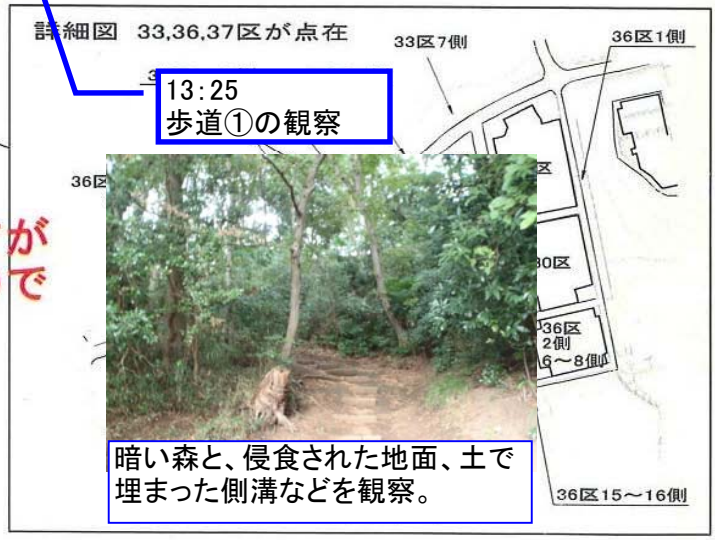 詳細図 33,36,37区が点在
33区7側
36区1側
13:25
歩道①の観察
36区
が
で
区
30区
36区
2側
6～8側
暗い森と、侵食された地面、土で
埋まった側溝などを観察。
36区15～16側